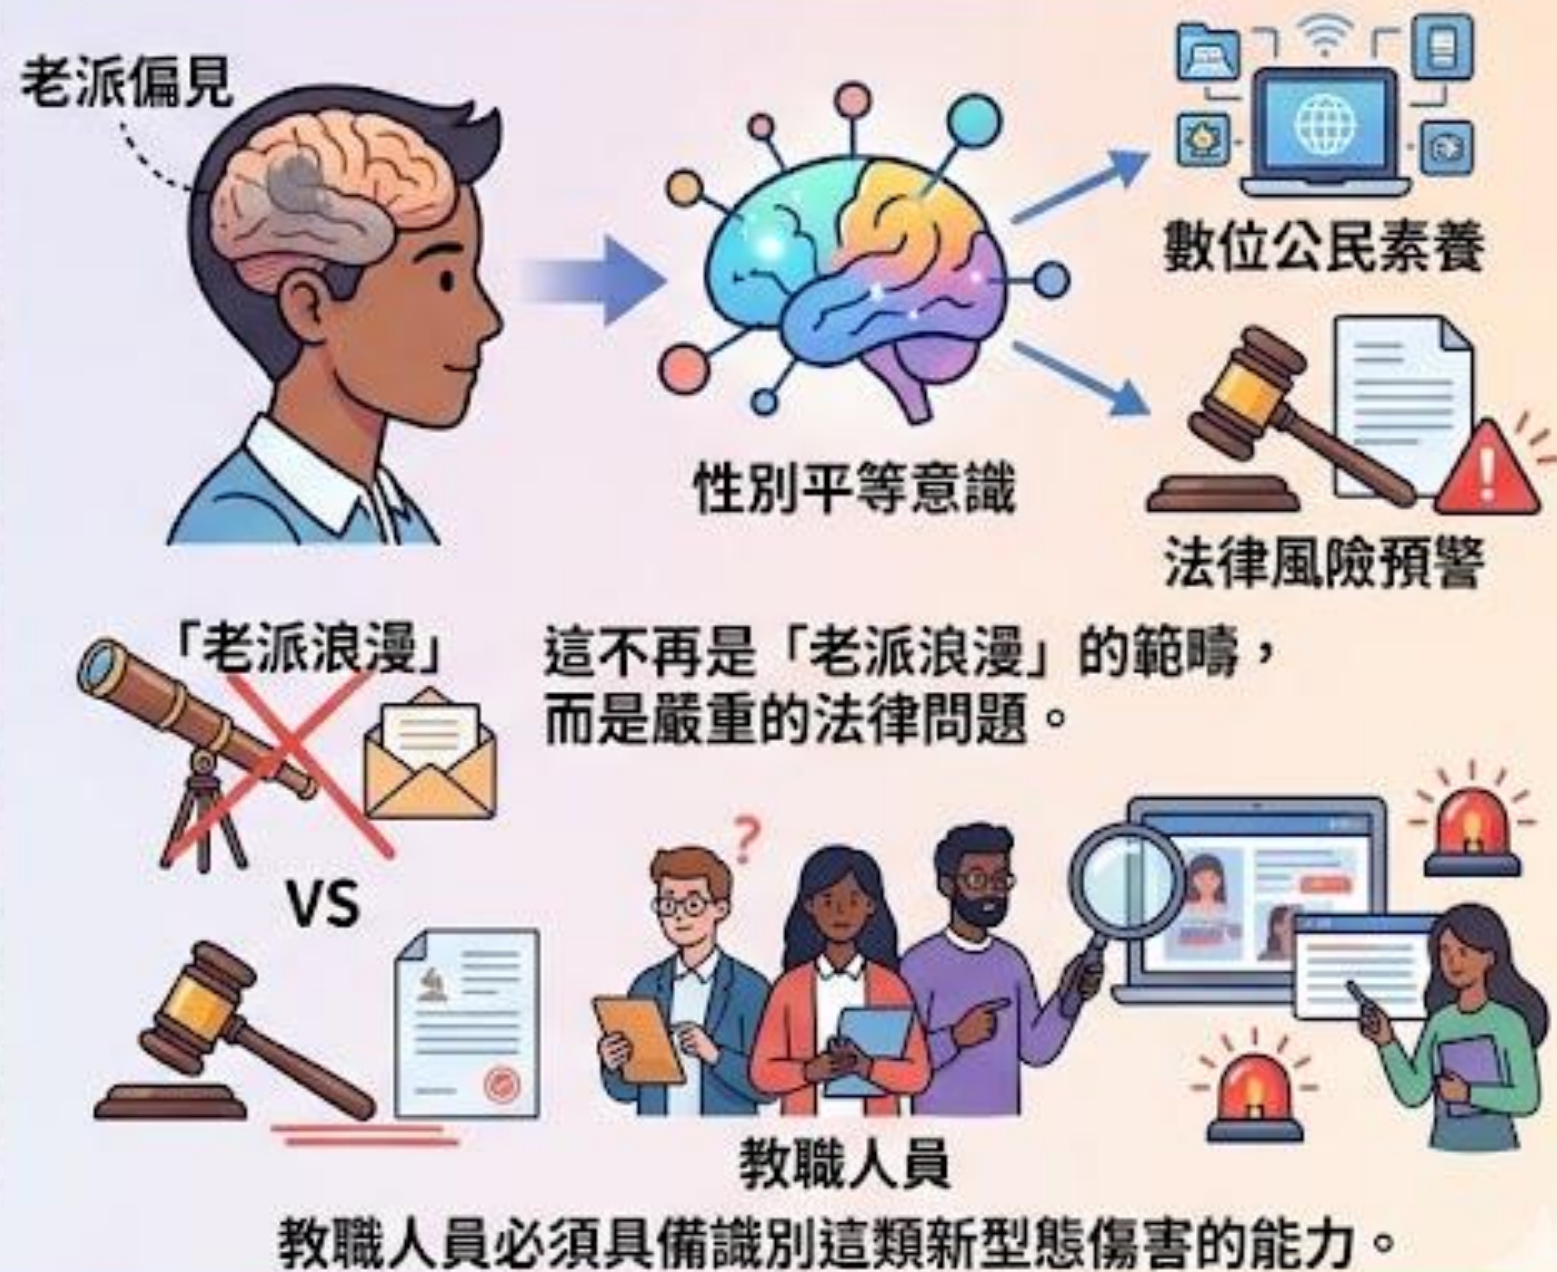 老派偏見
數位公民素養
性別平等意識
法律風險預警
「老派浪漫」
這不再是「老派浪漫」的範疇，
而是嚴重的法律問題。
VS
?
教職人員
教職人員必須具備識別這類新型態傷害的能力。